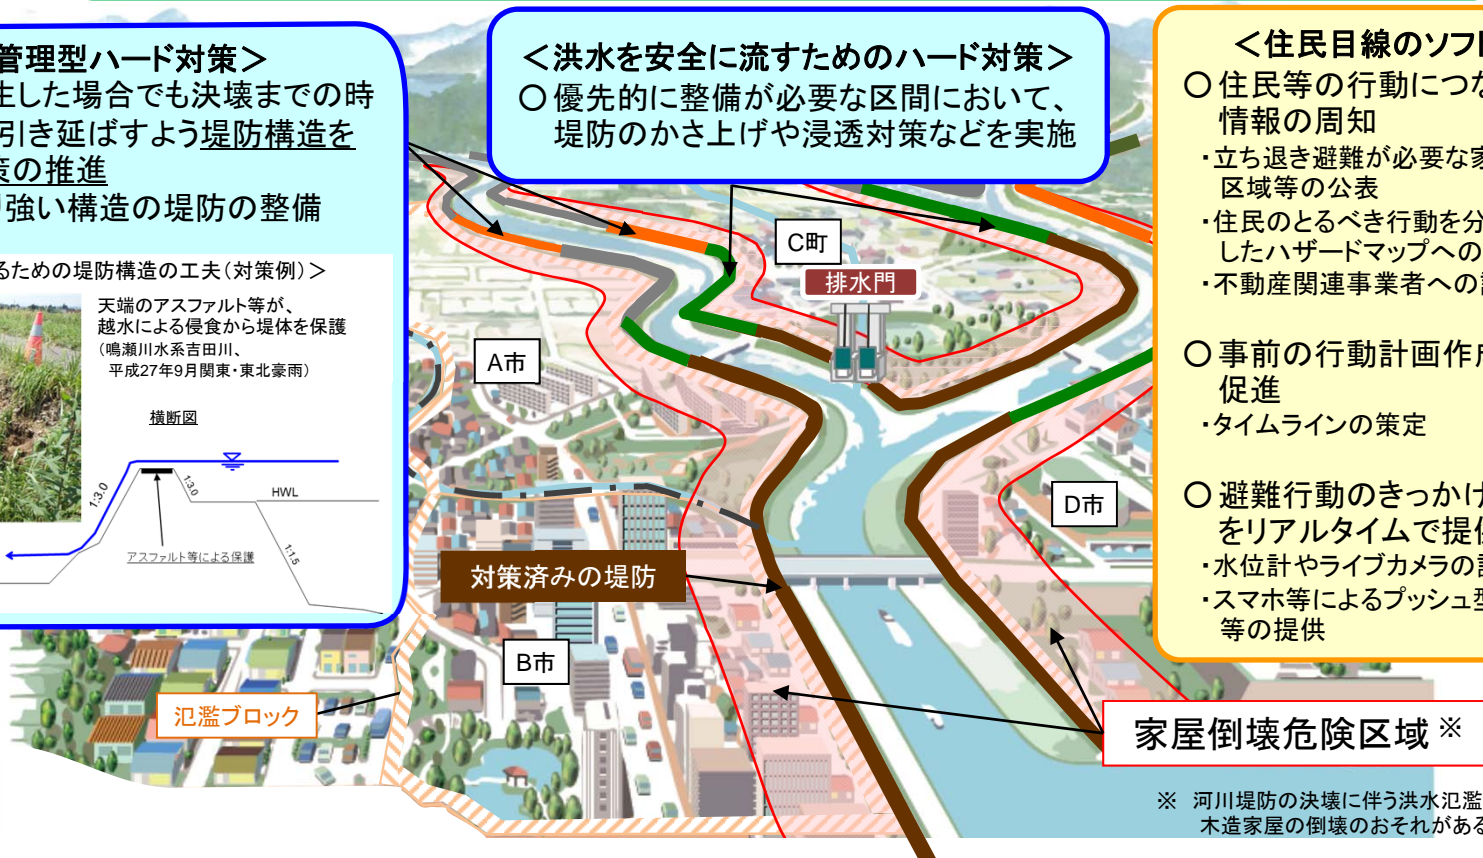 管理型ハード対策＞
生した場合でも決壊までの時
引き延ばすよう堤防構造を
策の推進
り強い構造の堤防の整備
るための堤防構造の工夫（対策例）＞
天端のアスファルト等が、
越水による侵食から堤体を保護
（鳴瀬川水系吉田川、
平成27年9月関東・東北豪雨）
横断図
1:3.0
1:3.0
HWL
1:1.5
アスファルト等による保護
＜洪水を安全に流すためのハード対策＞
○優先的に整備が必要な区間において、
堤防のかさ上げや浸透対策などを実施
C町
排水門
A市
D市
対策済みの堤防
B市
氾濫ブロック
＜住民目線のソフ
○住民等の行動につな
情報の周知
・立ち退き避難が必要な家
区域等の公表
・住民のとるべき行動を分
したハザードマップへの
・不動産関連事業者への
○事前の行動計画作成
促進
・タイムラインの策定
○避難行動のきっかけ
をリアルタイムで提供
・水位計やライブカメラの設
・スマホ等によるプッシュ型
等の提供
家屋倒壊危険区域※
※ 河川堤防の決壊に伴う洪水氾濫
木造家屋の倒壊のおそれがある